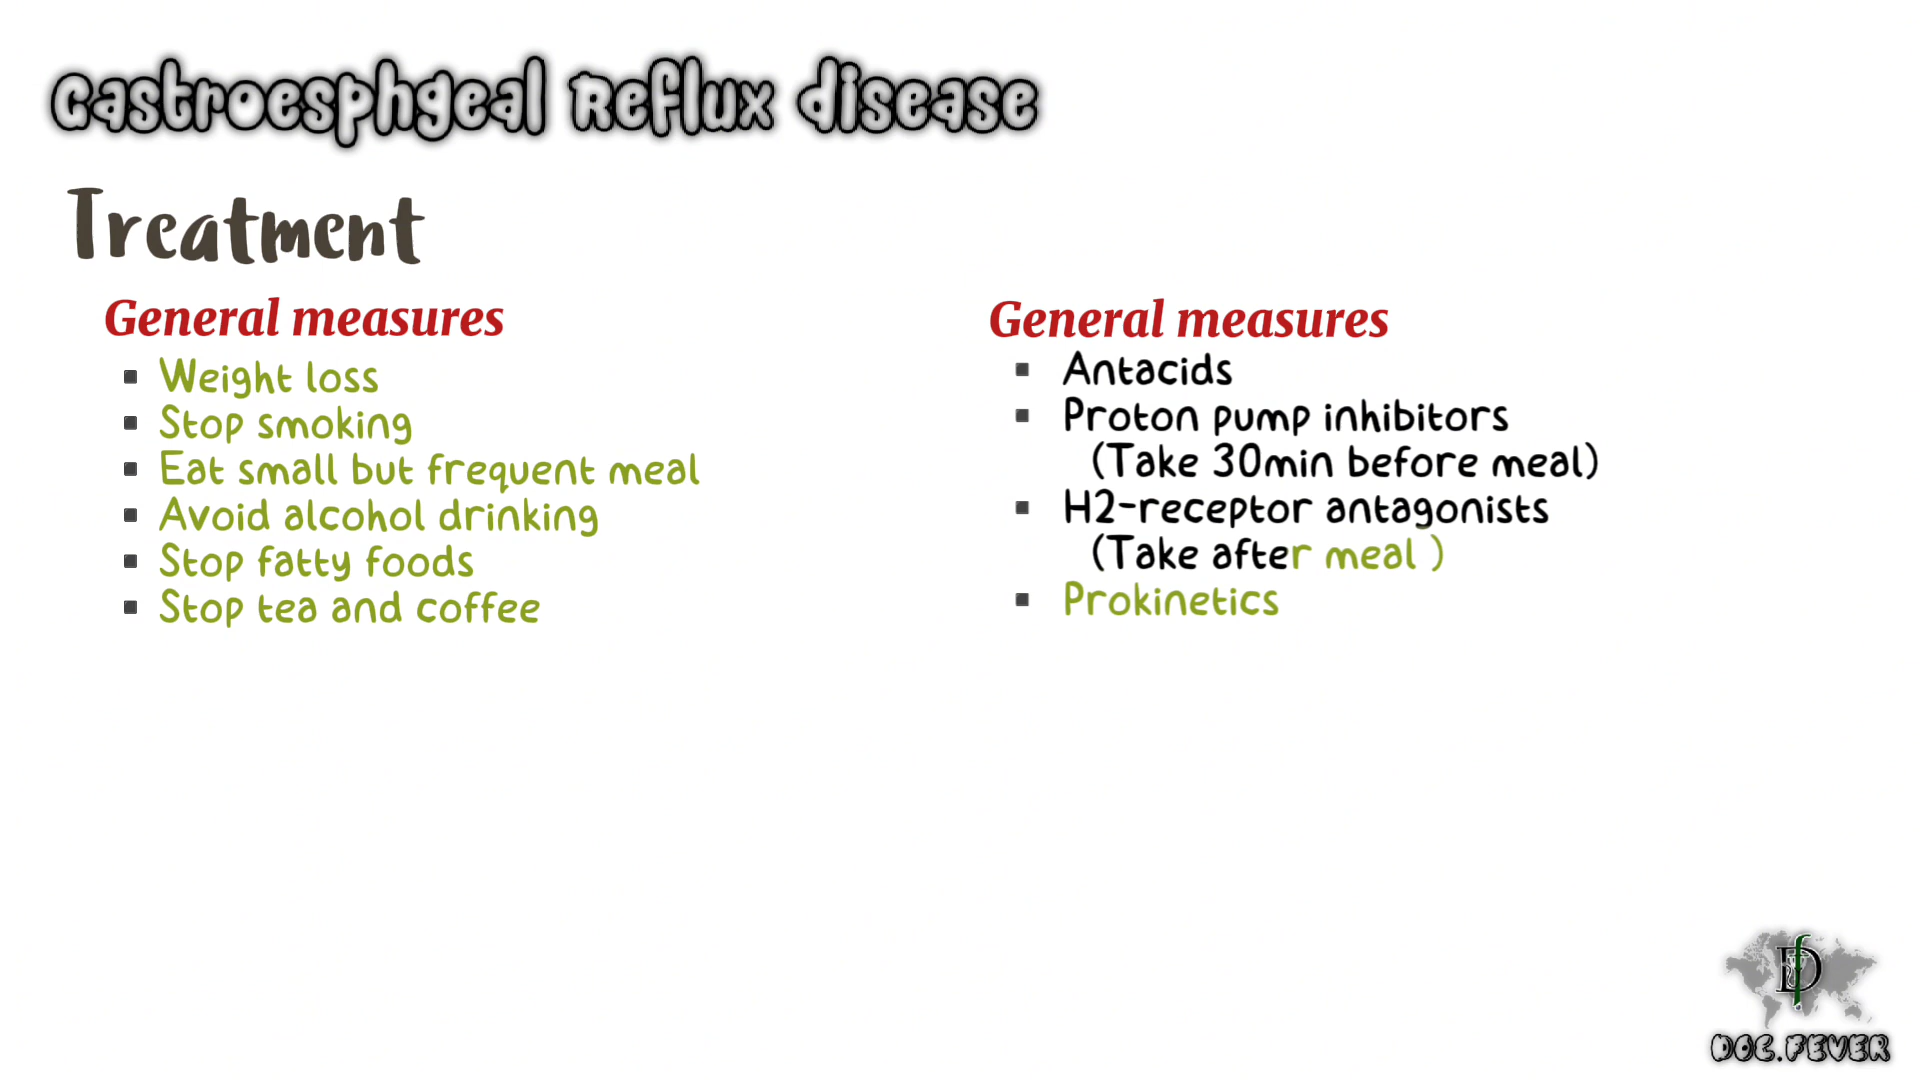 Gastroesphgeal Reflux disease
Treatment
General measures
▪ Weight loss
▪ Stop smoking
▪ Eat small but frequent meal
▪ Avoid alcohol drinking
▪ Stop fatty foods
▪ Stop tea and coffee
General measures
▪ Antacids
▪ Proton pump inhibitors
(Take 30min before meal)
▪ H2-receptor antagonists
(Take after meal )
▪ Prokinetics
Df
DOC.FEVER